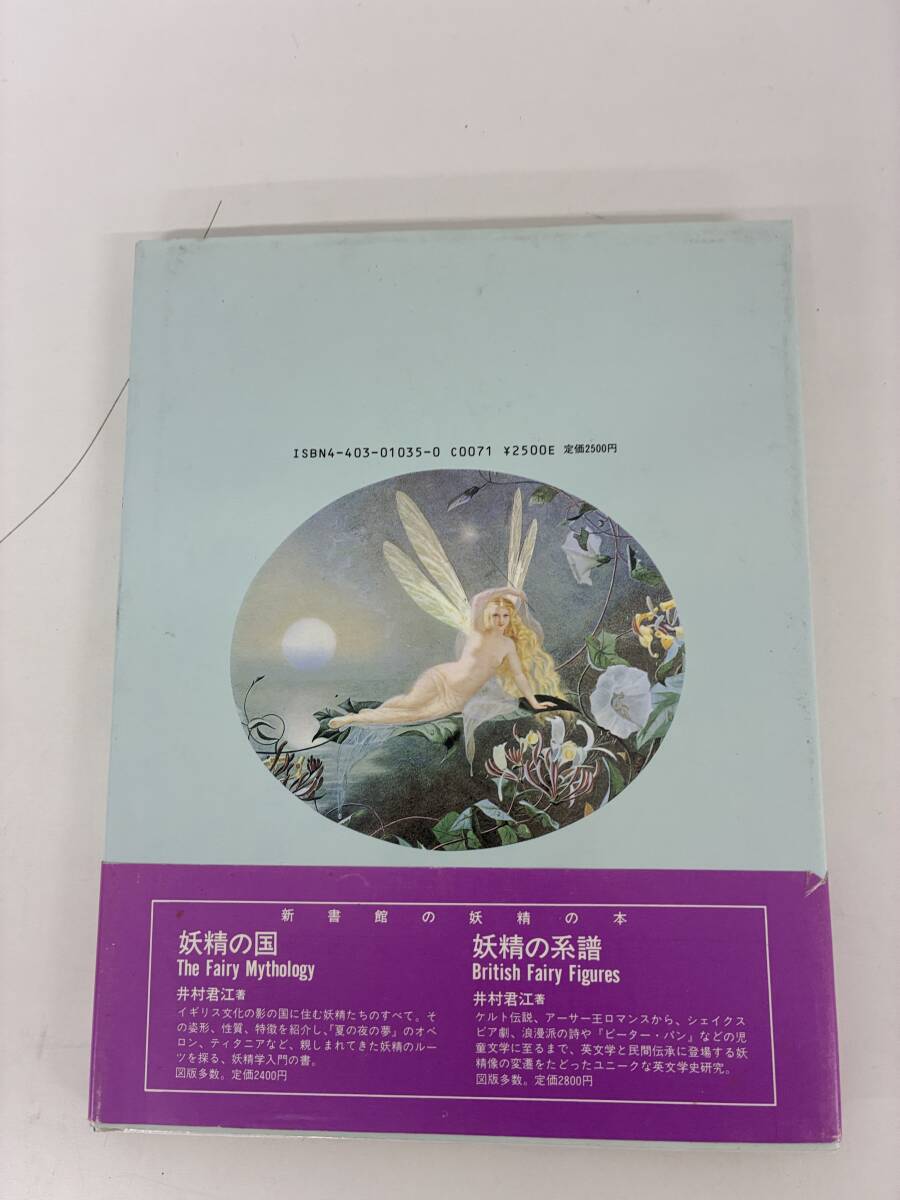 ISBN4-403-01035-0 C0071 ¥2500E 定価2500円
新書館の妖精の本
妖精の国
The Fairy Mythology
井村君江著
イギリス文化の影の国に住む妖精たちのすべて。そ
の姿形、性質、特徴を紹介し、『夏の夜の夢』のオベ
ロン、ティタニアなど、親しまれてきた妖精のルー
ツを探る、妖精学入門の書。
図版多数。定価2400円
妖精の系譜
British Fairy Figures
井村君江著
ケルト伝説、アーサー王ロマンスから、シェイクス
ピア劇、浪漫派の詩や『ピーター・パン』などの児
童文学に至るまで、英文学と民間伝承に登場する妖
精像の変遷をたどったユニークな英文学史研究。
図版多数。定価2800円